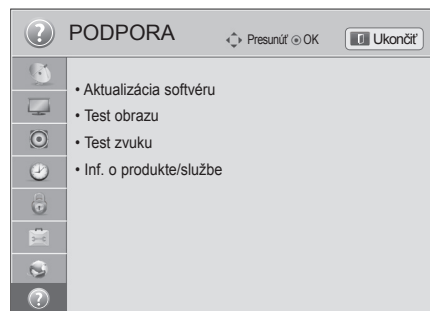 PODPORA
Presunúť OK
Ukončiť
• Aktualizácia softvéru
• Test obrazu
• Test zvuku
• Inf. o produkte/službe